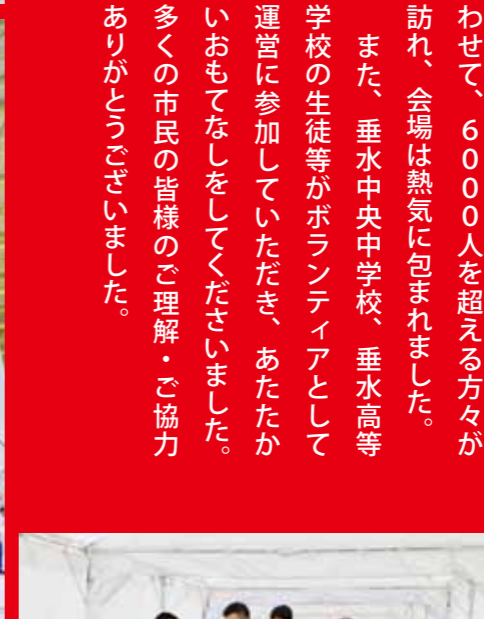 わせて、6000人を超える方々が
訪れ、会場は熱気に包まれました。
また、垂水中央中学校、垂水高等
学校の生徒等がボランティアとして
運営に参加していただき、あたたか
いおもてなしをしてくださいました。
多くの市民の皆様のご理解・ご協力
ありがとうございました。